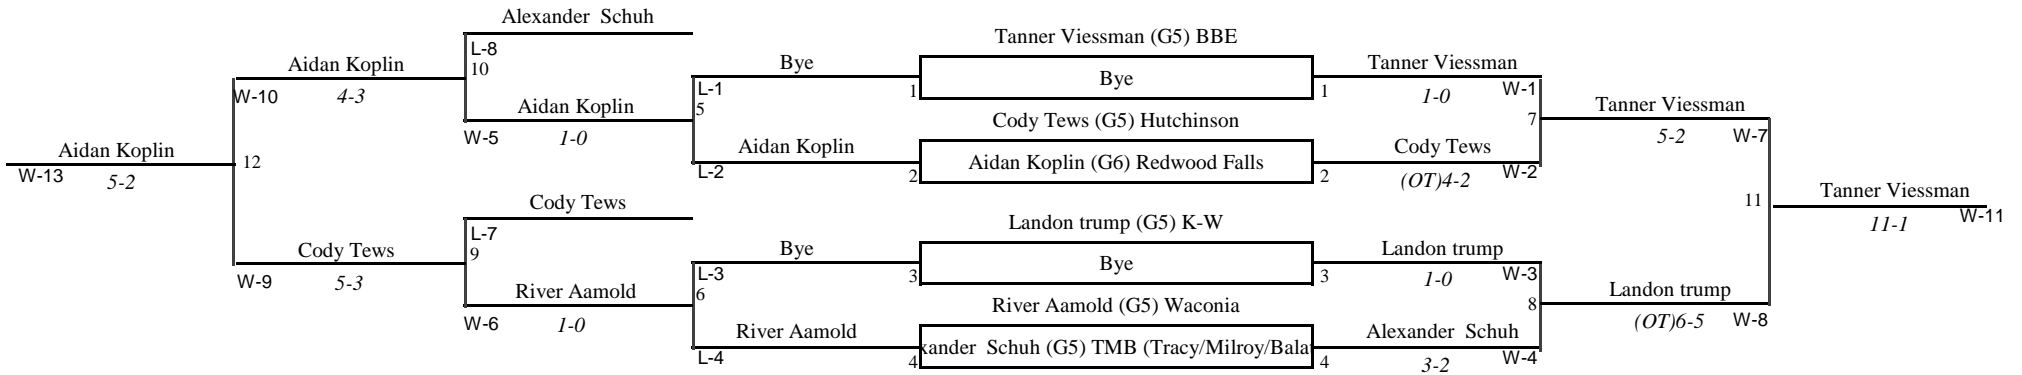 Alexander Schuh
L-8
10
Aidan Koplin
W-10
4-3
Aidan Koplin
W-5
1-0
Aidan Koplin
W-13
5-2
12
Cody Tews
L-7
9
Cody Tews
W-9
5-3
River Aamold
W-6
1-0
Bye
L-1
5
Aidan Koplin
L-2
Bye
L-3
6
River Aamold
L-4
Tanner Viessman (G5) BBE
1 Bye 1
Cody Tews (G5) Hutchinson
2 Aidan Koplin (G6) Redwood Falls 2
Landon trump (G5) K-W
3 Bye 3
River Aamold (G5) Waconia
4 xander Schuh (G5) TMB (Tracy/Milroy/Balat 4
Tanner Viessman
1-0 W-1
7
Cody Tews
(OT)4-2 W-2
Landon trump
1-0 W-3
8
Alexander Schuh
3-2 W-4
Tanner Viessman
5-2 W-7
11
Landon trump
(OT)6-5 W-8
Tanner Viessman
11-1 W-11